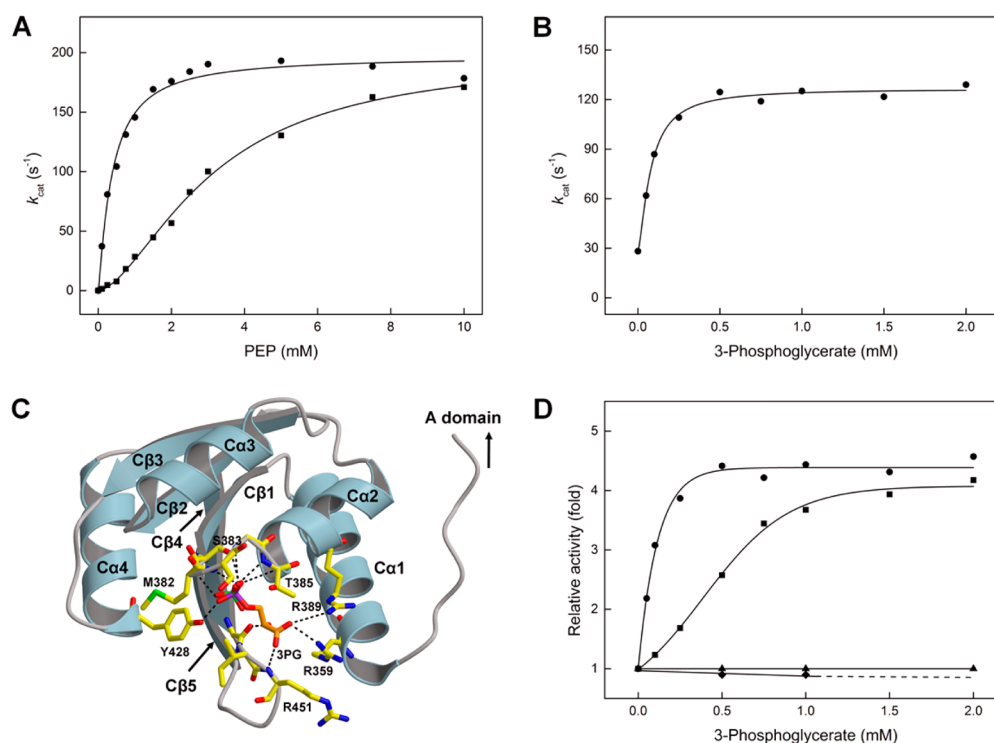 A
200
150
100
50
0
k_cat (s⁻¹)
0 2 4 6 8 10
PEP (mM)
B
150
120
90
60
30
0
k_cat (s⁻¹)
0.0 0.5 1.0 1.5 2.0
3-Phosphoglycerate (mM)
C
A domain
Cα3
Cβ3
Cβ1
Cβ2
Cα2
Cβ4
S383
Cα4
Cα1
M382
T385
R389
Y428
3PG
R359
Cβ5
R451
D
5
4
3
2
1
Relative activity (fold)
0.0 0.5 1.0 1.5 2.0
3-Phosphoglycerate (mM)